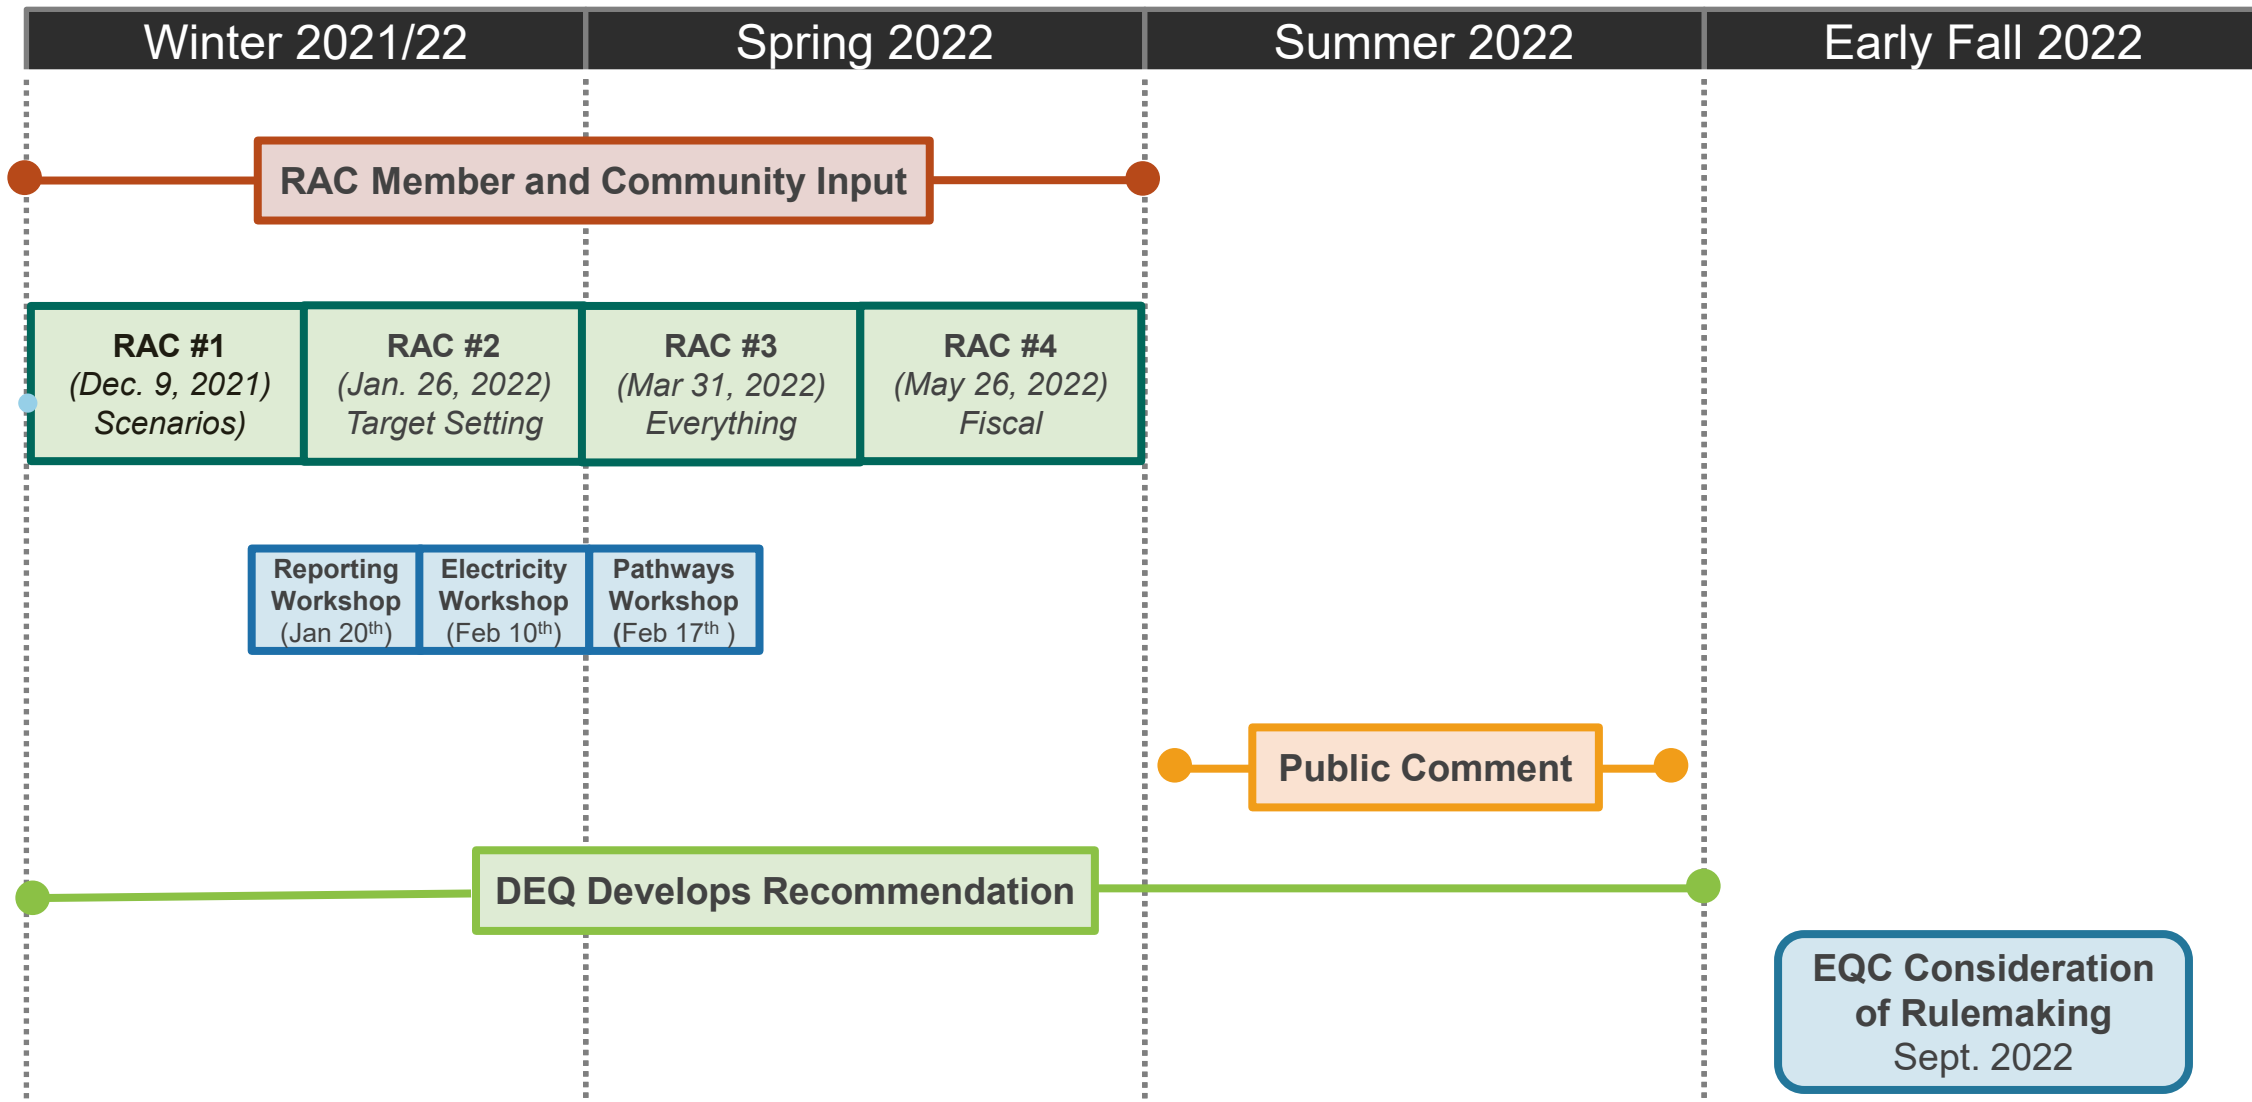 Winter 2021/22
Spring 2022
Summer 2022
Early Fall 2022
RAC Member and Community Input
RAC #1
(Dec. 9, 2021)
Scenarios)
RAC #2
(Jan. 26, 2022)
Target Setting
RAC #3
(Mar 31, 2022)
Everything
RAC #4
(May 26, 2022)
Fiscal
Reporting
Workshop
(Jan 20th)
Electricity
Workshop
(Feb 10th)
Pathways
Workshop
(Feb 17th )
Public Comment
DEQ Develops Recommendation
EQC Consideration
of Rulemaking
Sept. 2022